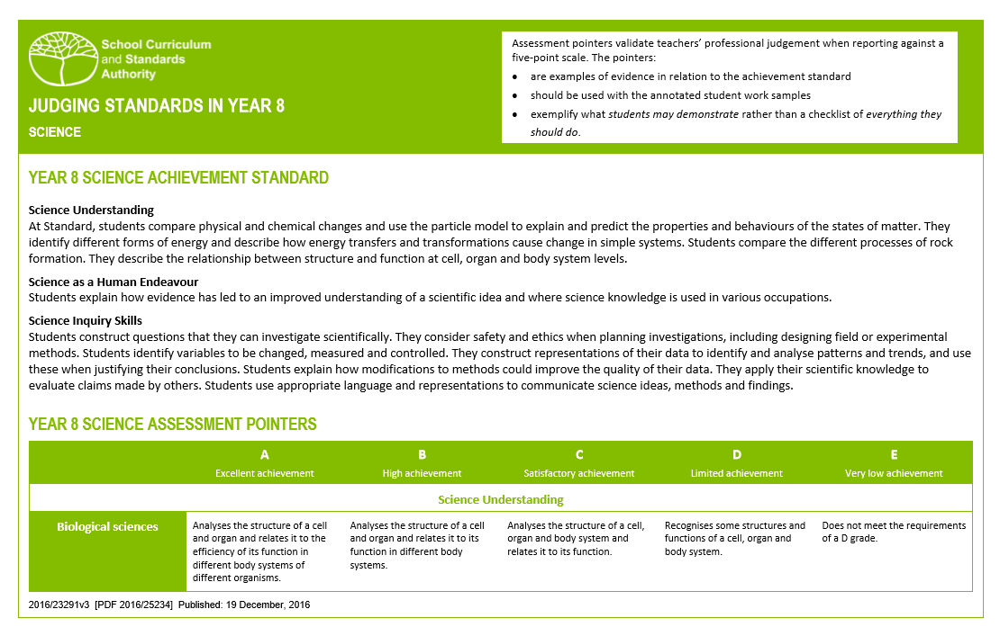 School Curriculum
and Standards
Authority
JUDGING STANDARDS IN YEAR 8
SCIENCE
Assessment pointers validate teachers' professional judgement when reporting against a
five-point scale. The pointers:
• are examples of evidence in relation to the achievement standard
• should be used with the annotated student work samples
• exemplify what students may demonstrate rather than a checklist of everything they
should do.
YEAR 8 SCIENCE ACHIEVEMENT STANDARD
Science Understanding
At Standard, students compare physical and chemical changes and use the particle model to explain and predict the properties and behaviours of the states of matter. They
identify different forms of energy and describe how energy transfers and transformations cause change in simple systems. Students compare the different processes of rock
formation. They describe the relationship between structure and function at cell, organ and body system levels.
Science as a Human Endeavour
Students explain how evidence has led to an improved understanding of a scientific idea and where science knowledge is used in various occupations.
Science Inquiry Skills
Students construct questions that they can investigate scientifically. They consider safety and ethics when planning investigations, including designing field or experimental
methods. Students identify variables to be changed, measured and controlled. They construct representations of their data to identify and analyse patterns and trends, and use
these when justifying their conclusions. Students explain how modifications to methods could improve the quality of their data. They apply their scientific knowledge to
evaluate claims made by others. Students use appropriate language and representations to communicate science ideas, methods and findings.
YEAR 8 SCIENCE ASSESSMENT POINTERS
A
Excellent achievement
B
High achievement
C
Satisfactory achievement
D
Limited achievement
E
Very low achievement
Science Understanding
Biological sciences
Analyses the structure of a cell
and organ and relates it to the
efficiency of its function in
different body systems of
different organisms.
Analyses the structure of a cell
and organ and relates it to its
function in different body
systems.
Analyses the structure of a cell,
organ and body system and
relates it to its function.
Recognises some structures and
functions of a cell, organ and
body system.
Does not meet the requirements
of a D grade.
2016/23291v3 [PDF 2016/25234] Published: 19 December, 2016